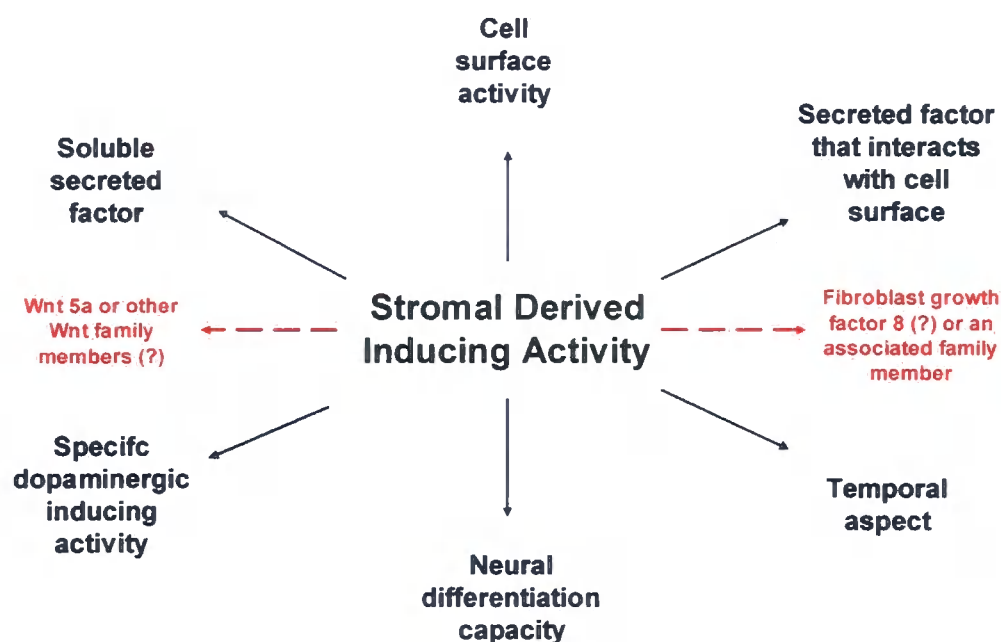 Cell
surface
activity
Secreted factor
that interacts
with cell
surface
Soluble
secreted
factor
Stromal Derived
Inducing Activity
Wnt 5a or other
Wnt family
members (?)
Fibroblast growth
factor 8 (?) or an
associated family
member
Specifc
dopaminergic
inducing
activity
Temporal
aspect
Neural
differentiation
capacity